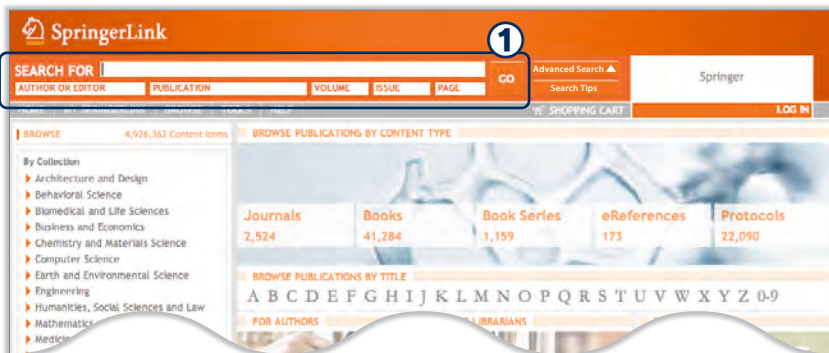 SpringerLink
1
SEARCH FOR
GO
Advanced Search
Search Tips
AUTHOR OR EDITOR PUBLICATION VOLUME ISSUE PAGE
Springer
HOME MY SPRINGERLINK BROWSE TOOLS HELP
SHOPPING CART
LOG IN
BROWSE 4,926,362 Content Items
By Collection
Architecture and Design
Behavioral Science
Biomedical and Life Sciences
Business and Economics
Chemistry and Materials Science
Computer Science
Earth and Environmental Science
Engineering
Humanities, Social Sciences and Law
Mathematics
BROWSE PUBLICATIONS BY CONTENT TYPE
Journals Books Book Series eReferences Protocols
2,524 41,284 1,159 173 22,090
BROWSE PUBLICATIONS BY TITLE
A B C D E F G H I J K L M N O P Q R S T U V W X Y Z 0-9
FOR AUTHORS
LIBRARIANS